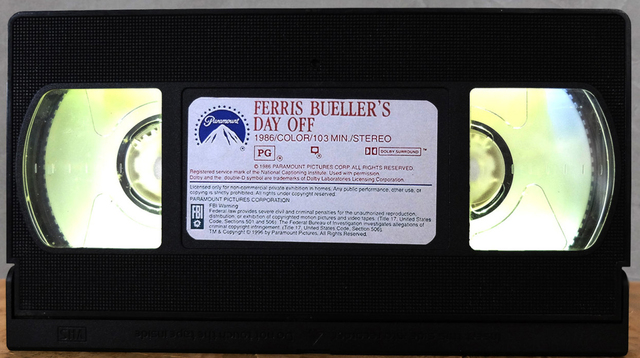 Paramount
FERRIS BUELLER'S
DAY OFF
1986/COLOR/103 MIN./STEREO
PG
DOLBY SURROUND TM
© 1986 PARAMOUNT PICTURES CORP. ALL RIGHTS RESERVED.
Registered service mark of the National Captioning Institute. Used with permission.
Dolby and the double-D symbol are trademarks of Dolby Laboratories Licensing Corporation.
Licensed only for non-commercial private exhibition in homes. Any public performance, other use, or
copying is strictly prohibited. All rights under copyright reserved.
PARAMOUNT PICTURES CORPORATION
FBI
FBI Warning
Federal law provides severe civil and criminal penalties for the unauthorized reproduction,
distribution, or exhibition of copyrighted motion pictures and video tapes. (Title 17, United States
Code, Sections 501 and 506). The Federal Bureau of Investigation investigates allegations of
criminal copyright infringement. (Title 17, United States Code, Section 506).
TM & Copyright © 1996 by Paramount Pictures. All Rights Reserved.